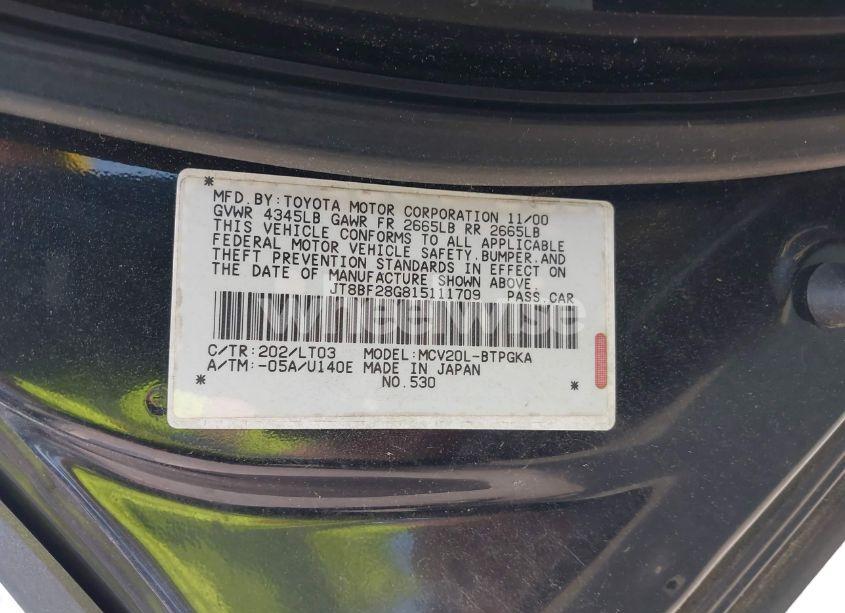 MFD.BY:TOYOTA MOTOR CORPORATION 11/00
GVWR 4345LB GAWR FR 2665LB RR 2665LB
THIS VEHICLE CONFORMS TO ALL APPLICABLE
FEDERAL MOTOR VEHICLE SAFETY,BUMPER,AND
THEFT PREVENTION STANDARDS IN EFFECT ON
THE DATE OF MANUFACTURE SHOWN ABOVE.
JT8BF28G815111709 PASS.CAR
wheelwise
C/TR:202/LT03 MODEL:MCV20L-BTPGKA
A/TM:-05A/U140E MADE IN JAPAN
NO.530